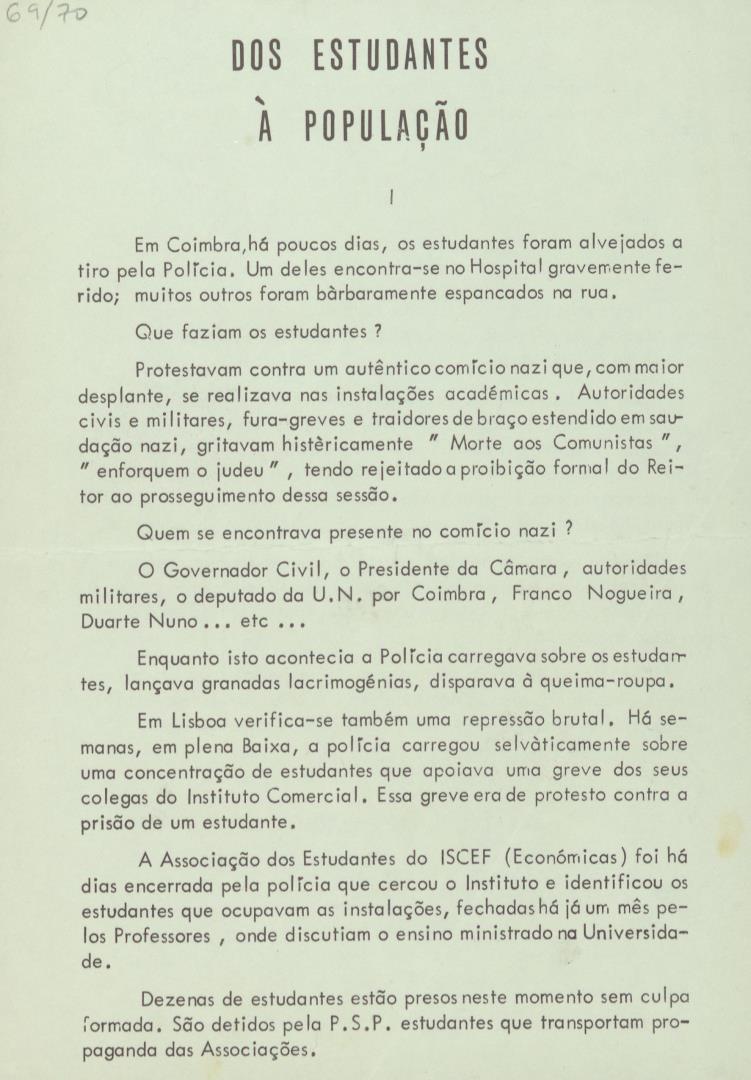 69/70
DOS ESTUDANTES
À POPULAÇÃO
I
Em Coimbra,há poucos dias, os estudantes foram alvejados a
tiro pela Polícia. Um deles encontra-se no Hospital gravemente fe-
rido; muitos outros foram bàrbaramente espancados na rua.
Que faziam os estudantes ?
Protestavam contra um autêntico comício nazi que, com maior
desplante, se realizava nas instalações académicas. Autoridades
civis e militares, fura-greves e traidores de braço estendido em sau-
dação nazi, gritavam histèricamente " Morte aos Comunistas ",
" enforquem o judeu " , tendo rejeitado a proibição formal do Rei-
tor ao prosseguimento dessa sessão.
Quem se encontrava presente no comício nazi ?
O Governador Civil, o Presidente da Câmara , autoridades
militares, o deputado da U.N. por Coimbra , Franco Nogueira ,
Duarte Nuno ... etc ...
Enquanto isto acontecia a Polícia carregava sobre os estudan-
tes, lançava granadas lacrimogénias, disparava à queima-roupa.
Em Lisboa verifica-se também uma repressão brutal. Há se-
manas, em plena Baixa, a polícia carregou selvàticamente sobre
uma concentração de estudantes que apoiava uma greve dos seus
colegas do Instituto Comercial. Essa greve era de protesto contra a
prisão de um estudante.
A Associação dos Estudantes do ISCEF (Económicas) foi há
dias encerrada pela polícia que cercou o Instituto e identificou os
estudantes que ocupavam as instalações, fechadas há já um mês pe-
los Professores , onde discutiam o ensino ministrado na Universida-
de.
Dezenas de estudantes estão presos neste momento sem culpa
formada. São detidos pela P.S.P. estudantes que transportam pro-
paganda das Associações.